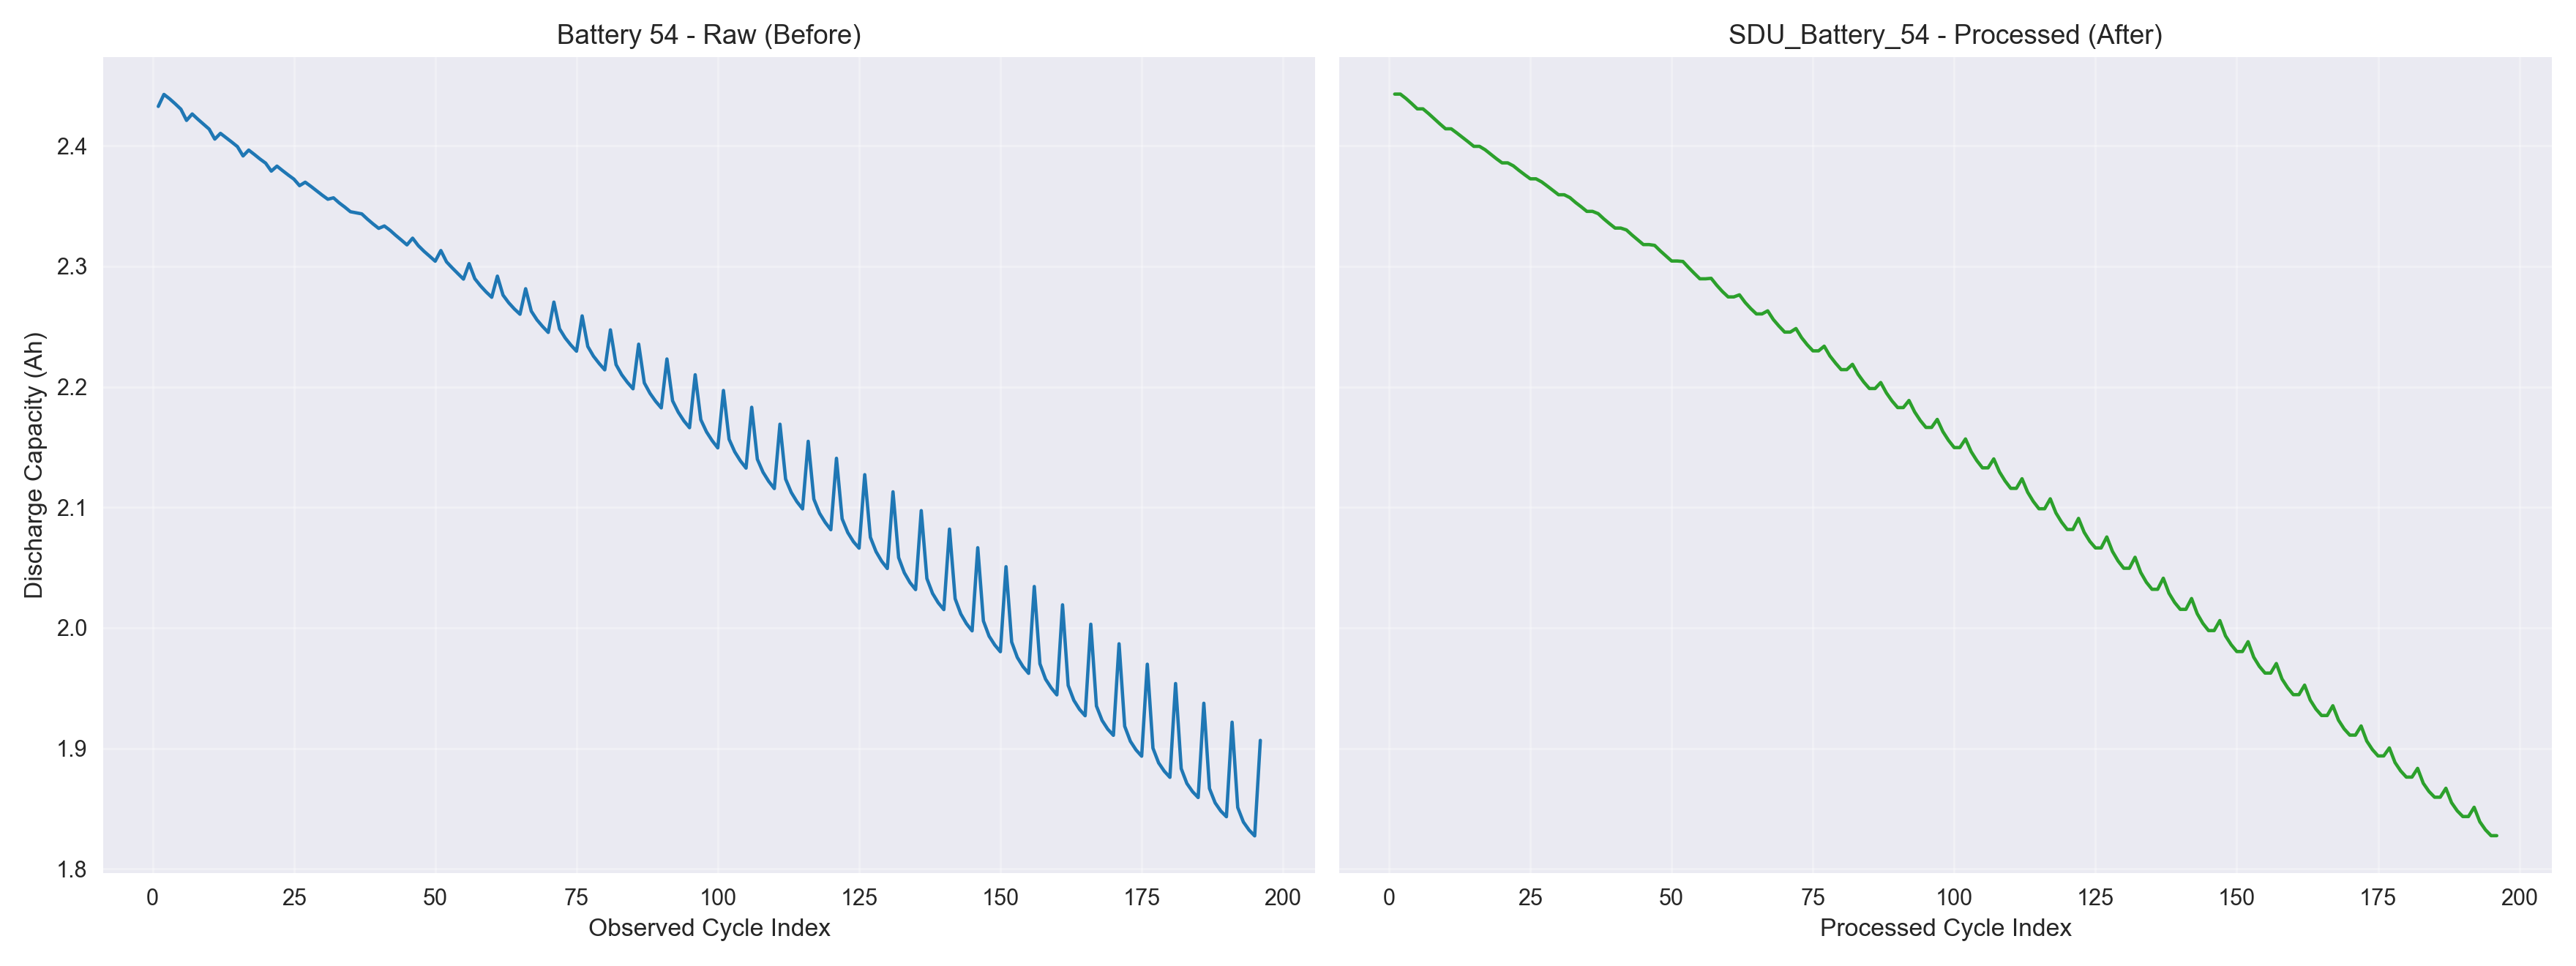 Battery 54 - Raw (Before)
SDU_Battery_54 - Processed (After)
Discharge Capacity (Ah)
2.4
2.3
2.2
2.1
2.0
1.9
1.8
0 25 50 75 100 125 150 175 200
Observed Cycle Index
0 25 50 75 100 125 150 175 200
Processed Cycle Index